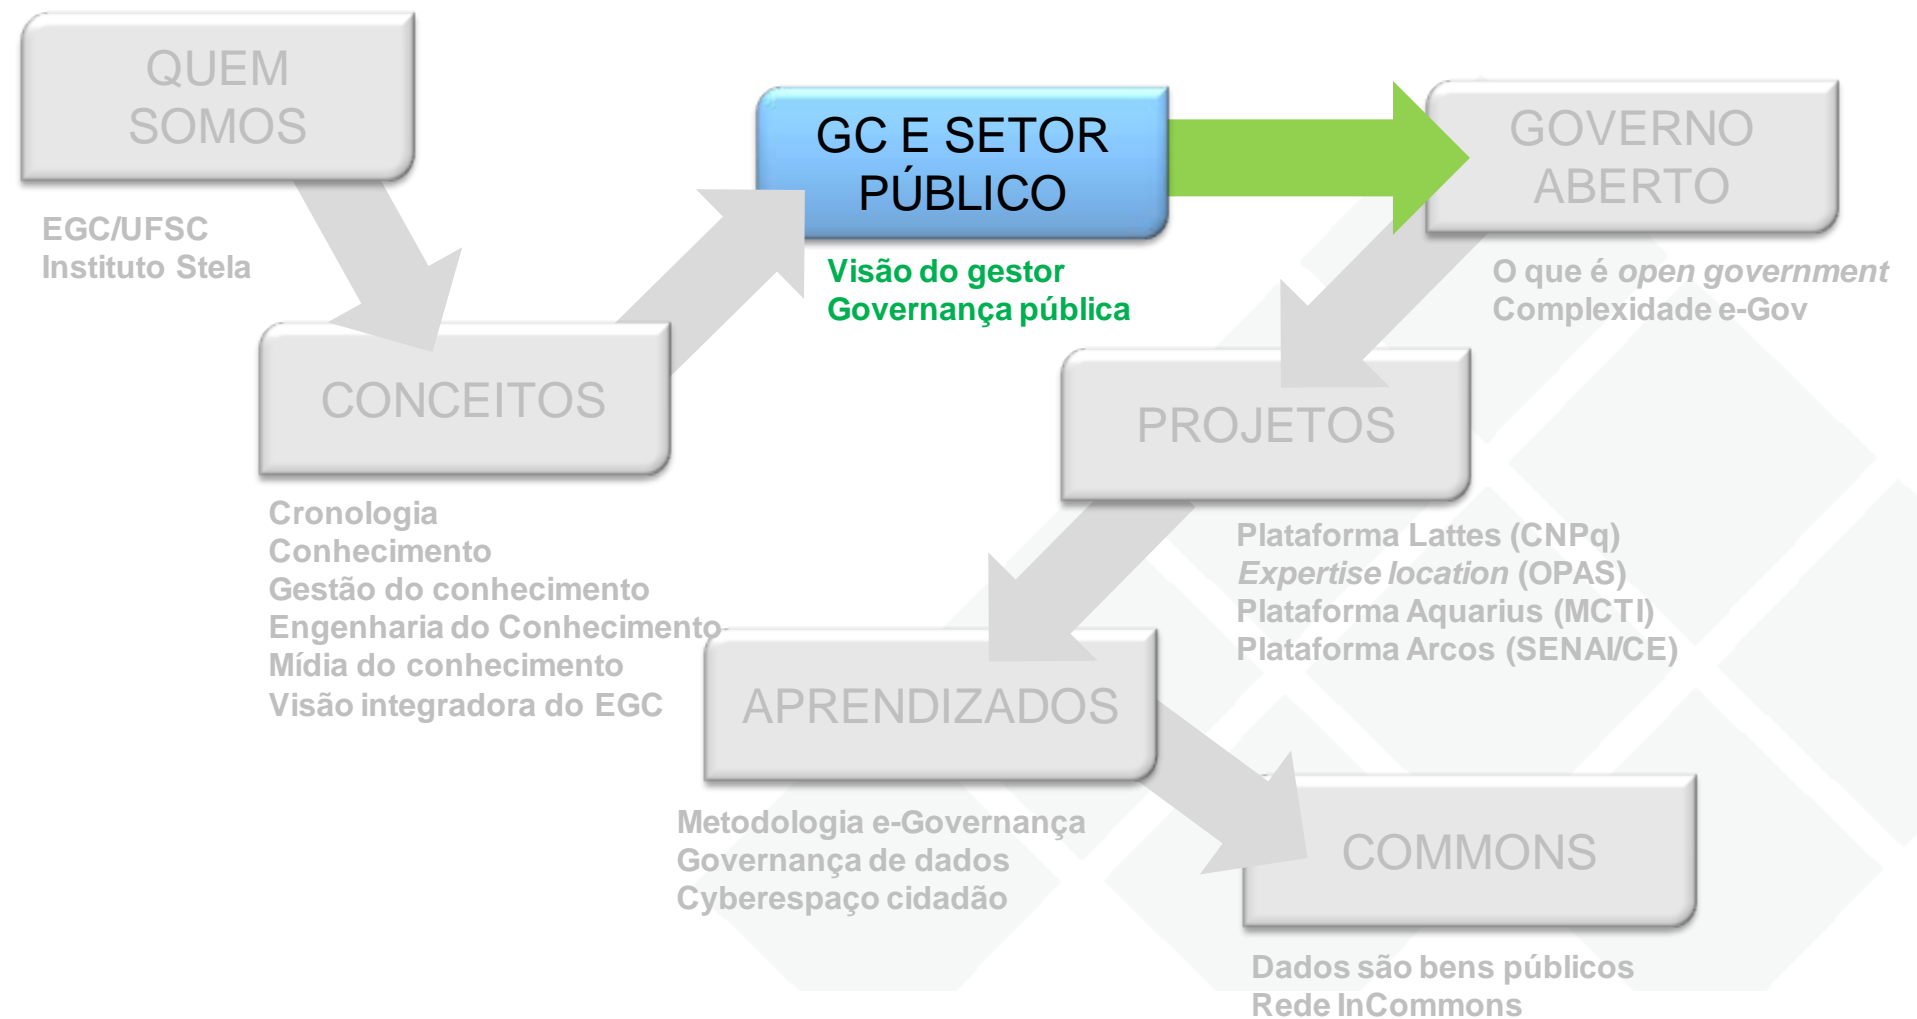 QUEM
SOMOS
EGC/UFSC
Instituto Stela
CONCEITOS
Cronologia
Conhecimento
Gestão do conhecimento
Engenharia do Conhecimento
Mídia do conhecimento
Visão integradora do EGC
GC E SETOR
PÚBLICO
Visão do gestor
Governança pública
GOVERNO
ABERTO
O que é open government
Complexidade e-Gov
PROJETOS
Plataforma Lattes (CNPq)
Expertise location (OPAS)
Plataforma Aquarius (MCTI)
Plataforma Arcos (SENAI/CE)
APRENDIZADOS
Metodologia e-Governança
Governança de dados
Cyberespaço cidadão
COMMONS
Dados são bens públicos
Rede InCommons